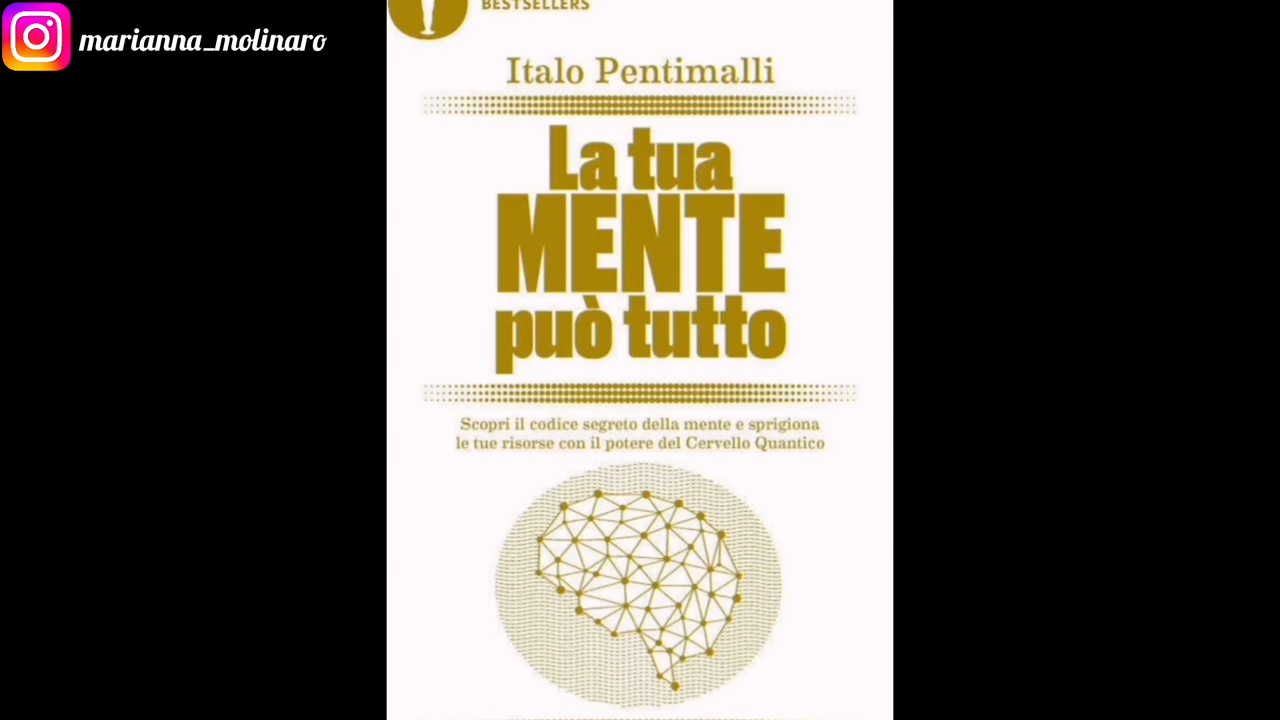 marianna_molinaro
BESTSELLERS
Italo Pentimalli
La tua
MENTE
può tutto
Scopri il codice segreto della mente e sprigiona
le tue risorse con il potere del Cervello Quantico